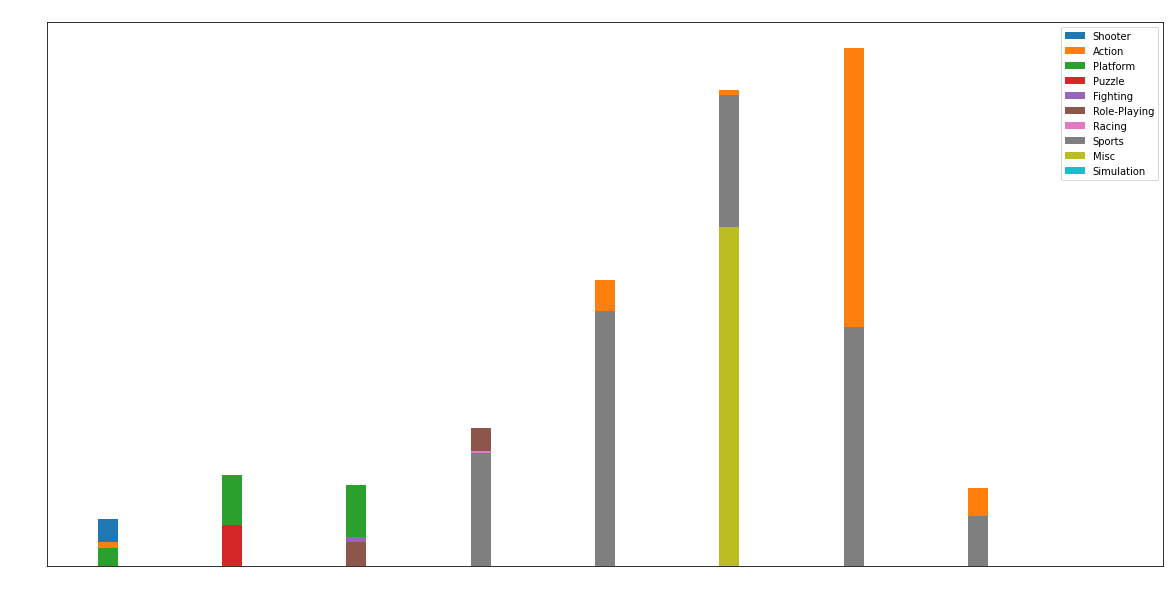 Shooter
Action
Platform
Puzzle
Fighting
Role-Playing
Racing
Sports
Misc
Simulation